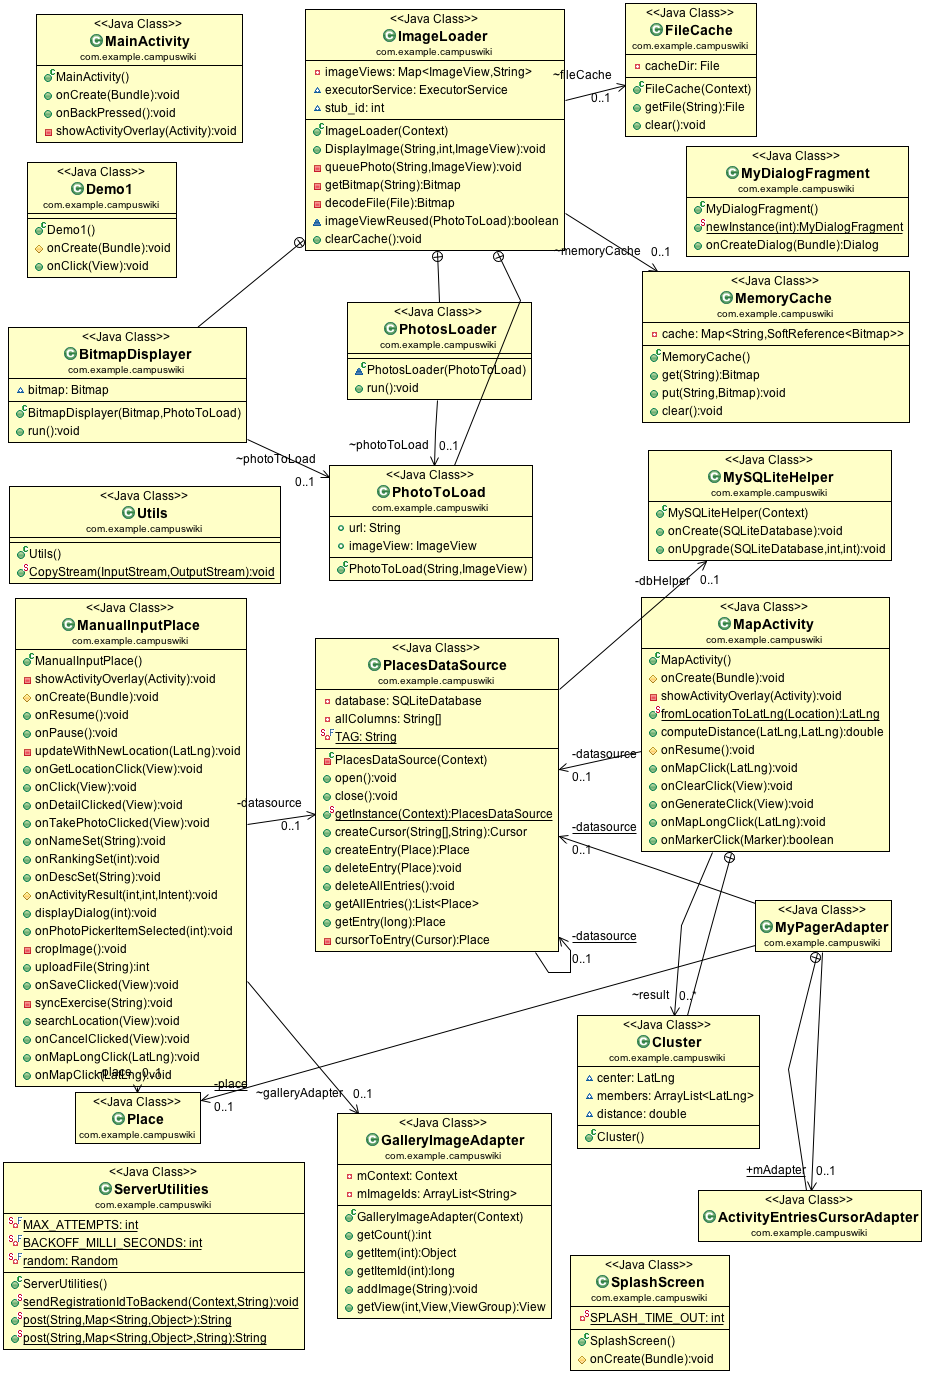 <<Java Class>>
MainActivity
com.example.campuswiki
MainActivity()
onCreate(Bundle):void
onBackPressed():void
showActivityOverlay(Activity):void
<<Java Class>>
ImageLoader
com.example.campuswiki
imageViews: Map<ImageView,String>
executorService: ExecutorService
stub_id: int
ImageLoader(Context)
DisplayImage(String,int,ImageView):void
queuePhoto(String,ImageView):void
getBitmap(String):Bitmap
decodeFile(File):Bitmap
imageViewReused(PhotoToLoad):boolean
clearCache():void
~fileCache
0..1
<<Java Class>>
FileCache
com.example.campuswiki
cacheDir: File
FileCache(Context)
getFile(String):File
clear():void
<<Java Class>>
Demo1
com.example.campuswiki
Demo1()
onCreate(Bundle):void
onClick(View):void
<<Java Class>>
MyDialogFragment
com.example.campuswiki
MyDialogFragment()
newInstance(int):MyDialogFragment
onCreateDialog(Bundle):Dialog
~memoryCache
0..1
<<Java Class>>
MemoryCache
com.example.campuswiki
cache: Map<String,SoftReference<Bitmap>>
MemoryCache()
get(String):Bitmap
put(String,Bitmap):void
clear():void
<<Java Class>>
BitmapDisplayer
com.example.campuswiki
bitmap: Bitmap
BitmapDisplayer(Bitmap,PhotoToLoad)
run():void
<<Java Class>>
PhotosLoader
com.example.campuswiki
PhotosLoader(PhotoToLoad)
run():void
~photoToLoad
0..1
~photoToLoad
0..1
<<Java Class>>
PhotoToLoad
com.example.campuswiki
url: String
imageView: ImageView
PhotoToLoad(String,ImageView)
<<Java Class>>
MySQLiteHelper
com.example.campuswiki
MySQLiteHelper(Context)
onCreate(SQLiteDatabase):void
onUpgrade(SQLiteDatabase,int,int):void
<<Java Class>>
Utils
com.example.campuswiki
Utils()
CopyStream(InputStream,OutputStream):void
-dbHelper
0..1
<<Java Class>>
ManualInputPlace
com.example.campuswiki
ManualInputPlace()
showActivityOverlay(Activity):void
onCreate(Bundle):void
onResume():void
onPause():void
updateWithNewLocation(LatLng):void
onGetLocationClick(View):void
onClick(View):void
onDetailClicked(View):void
onTakePhotoClicked(View):void
onNameSet(String):void
onRankingSet(int):void
onDescSet(String):void
onActivityResult(int,int,Intent):void
displayDialog(int):void
onPhotoPickerItemSelected(int):void
cropImage():void
uploadFile(String):int
onSaveClicked(View):void
syncExercise(String):void
searchLocation(View):void
onCancelClicked(View):void
onMapLongClick(LatLng):void
onMapClick(LatLng):void
-datasource
0..1
<<Java Class>>
PlacesDataSource
com.example.campuswiki
database: SQLiteDatabase
allColumns: String[]
TAG: String
PlacesDataSource(Context)
open():void
close():void
getInstance(Context):PlacesDataSource
createCursor(String[],String):Cursor
createEntry(Place):Place
deleteEntry(Place):void
deleteAllEntries():void
getAllEntries():List<Place>
getEntry(long):Place
cursorToEntry(Cursor):Place
-datasource
0..1
-datasource
0..1
-datasource
0..1
<<Java Class>>
MapActivity
com.example.campuswiki
MapActivity()
onCreate(Bundle):void
showActivityOverlay(Activity):void
fromLocationToLatLng(Location):LatLng
computeDistance(LatLng,LatLng):double
onResume():void
onMapClick(LatLng):void
onClearClick(View):void
onGenerateClick(View):void
onMapLongClick(LatLng):void
onMarkerClick(Marker):boolean
<<Java Class>>
MyPagerAdapter
com.example.campuswiki
~result
0..*
<<Java Class>>
Cluster
com.example.campuswiki
center: LatLng
members: ArrayList<LatLng>
distance: double
Cluster()
-place
0..1
-place
0..1
~galleryAdapter
0..1
<<Java Class>>
Place
com.example.campuswiki
<<Java Class>>
GalleryImageAdapter
com.example.campuswiki
mContext: Context
mImageIds: ArrayList<String>
GalleryImageAdapter(Context)
getCount():int
getItem(int):Object
getItemId(int):long
addImage(String):void
getView(int,View,ViewGroup):View
+mAdapter
0..1
<<Java Class>>
ActivityEntriesCursorAdapter
com.example.campuswiki
<<Java Class>>
ServerUtilities
com.example.campuswiki
MAX_ATTEMPTS: int
BACKOFF_MILLI_SECONDS: int
random: Random
ServerUtilities()
sendRegistrationIdToBackend(Context,String):void
post(String,Map<String,Object>):String
post(String,Map<String,Object>,String):String
<<Java Class>>
SplashScreen
com.example.campuswiki
SPLASH_TIME_OUT: int
SplashScreen()
onCreate(Bundle):void